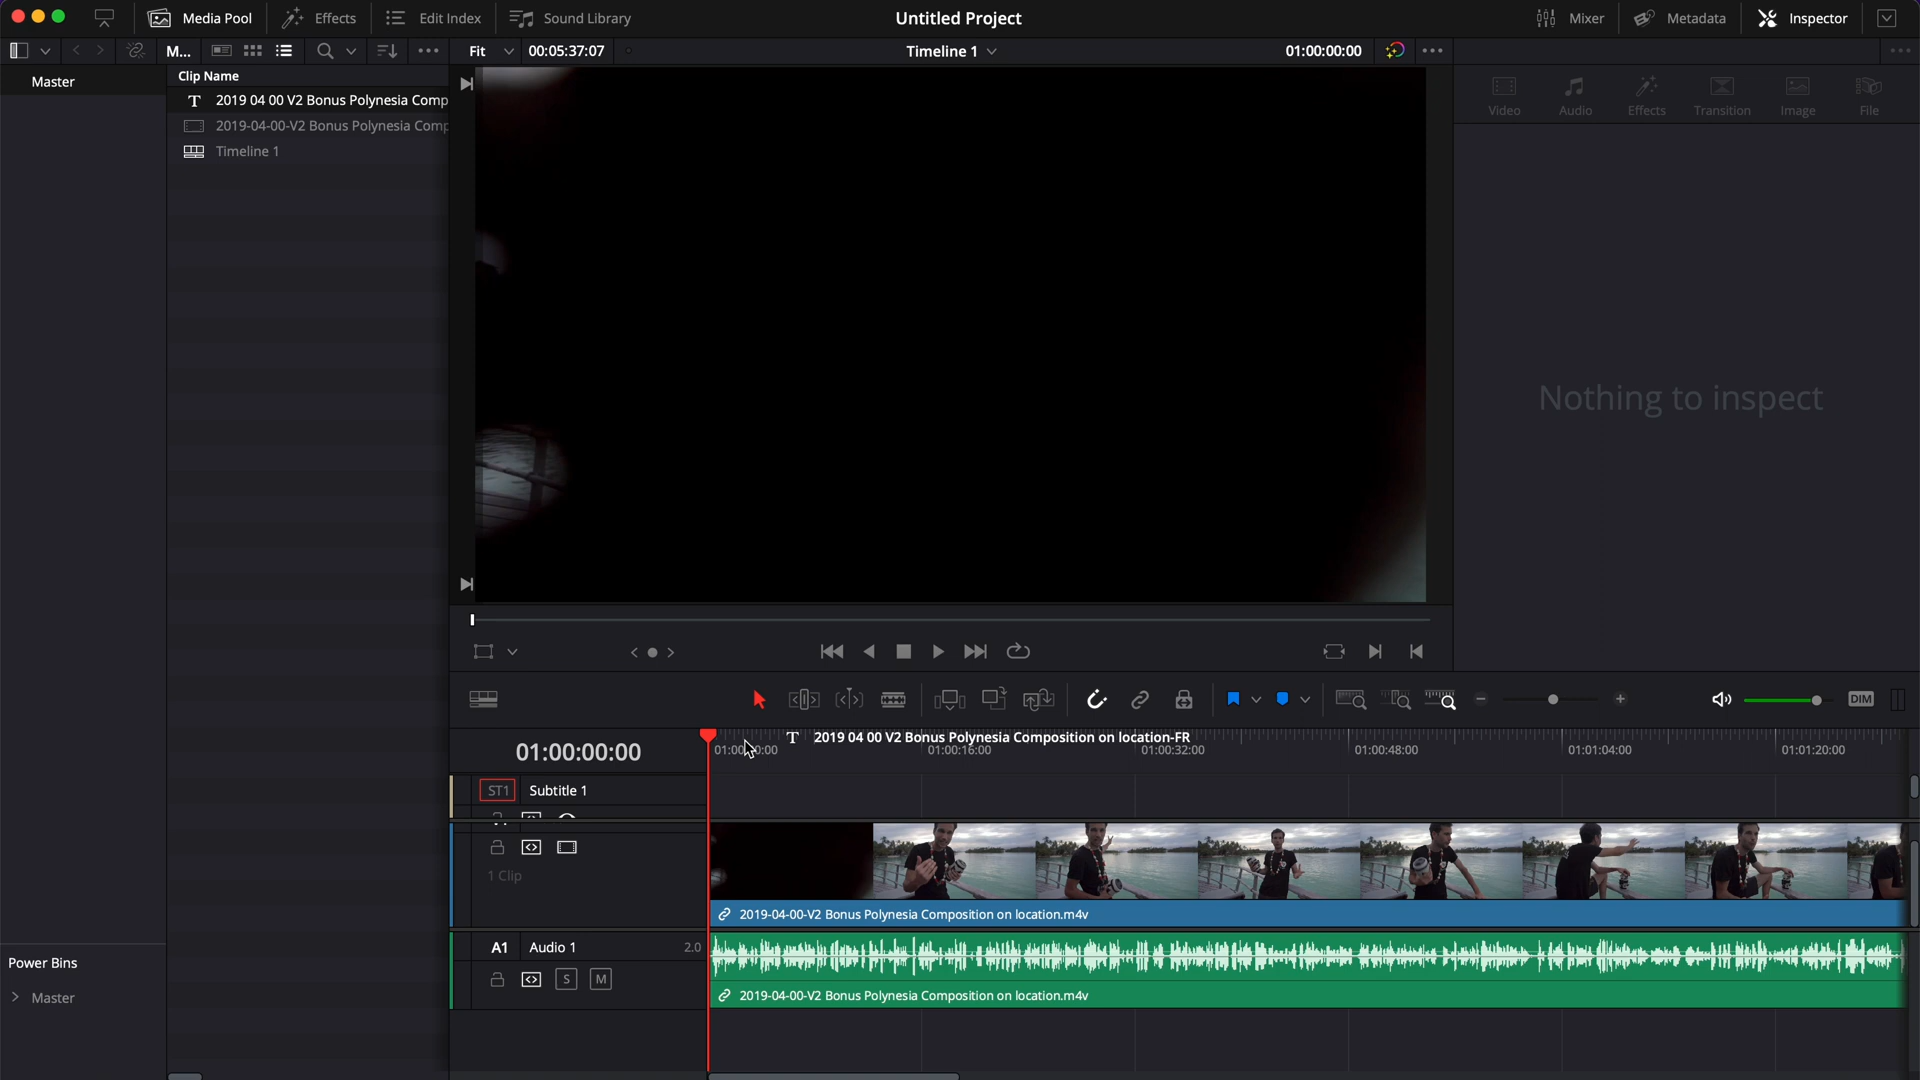 Media Pool Effects Edit Index Sound Library Untitled Project Mixer Metadata Inspector
M... Fit 00:05:37:07 Timeline 1 01:00:00:00
Master
Clip Name
2019 04 00 V2 Bonus Polynesia Comp
2019-04-00-V2 Bonus Polynesia Comp
Timeline 1
Video Audio Effects Transition Image File
Nothing to inspect
DIM
01:00:00:00
2019 04 00 V2 Bonus Polynesia Composition on location-FR
01:00:16:00 01:00:32:00 01:00:48:00 01:01:04:00 01:01:20:00
ST1 Subtitle 1
1 Clip
2019-04-00-V2 Bonus Polynesia Composition on location.m4v
A1 Audio 1 2.0
S M
2019-04-00-V2 Bonus Polynesia Composition on location.m4v
Power Bins
Master